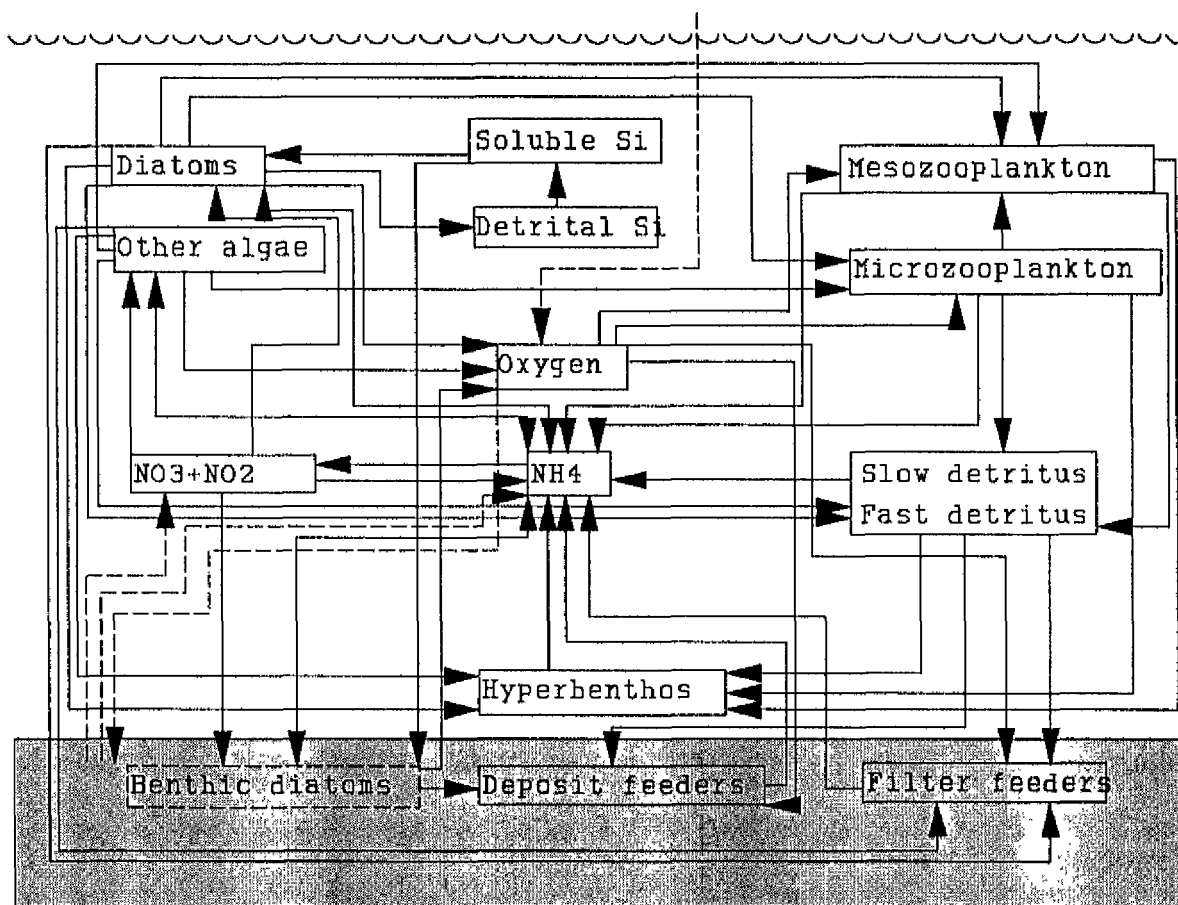 Diatoms
Soluble Si
Mesozooplankton
Detrital Si
Other algae
Microzooplankton
Oxygen
NO3+NO2
NH4
Slow detritus
Fast detritus
Hyperbenthos
Benthic diatoms
Deposit feeders
Filter feeders